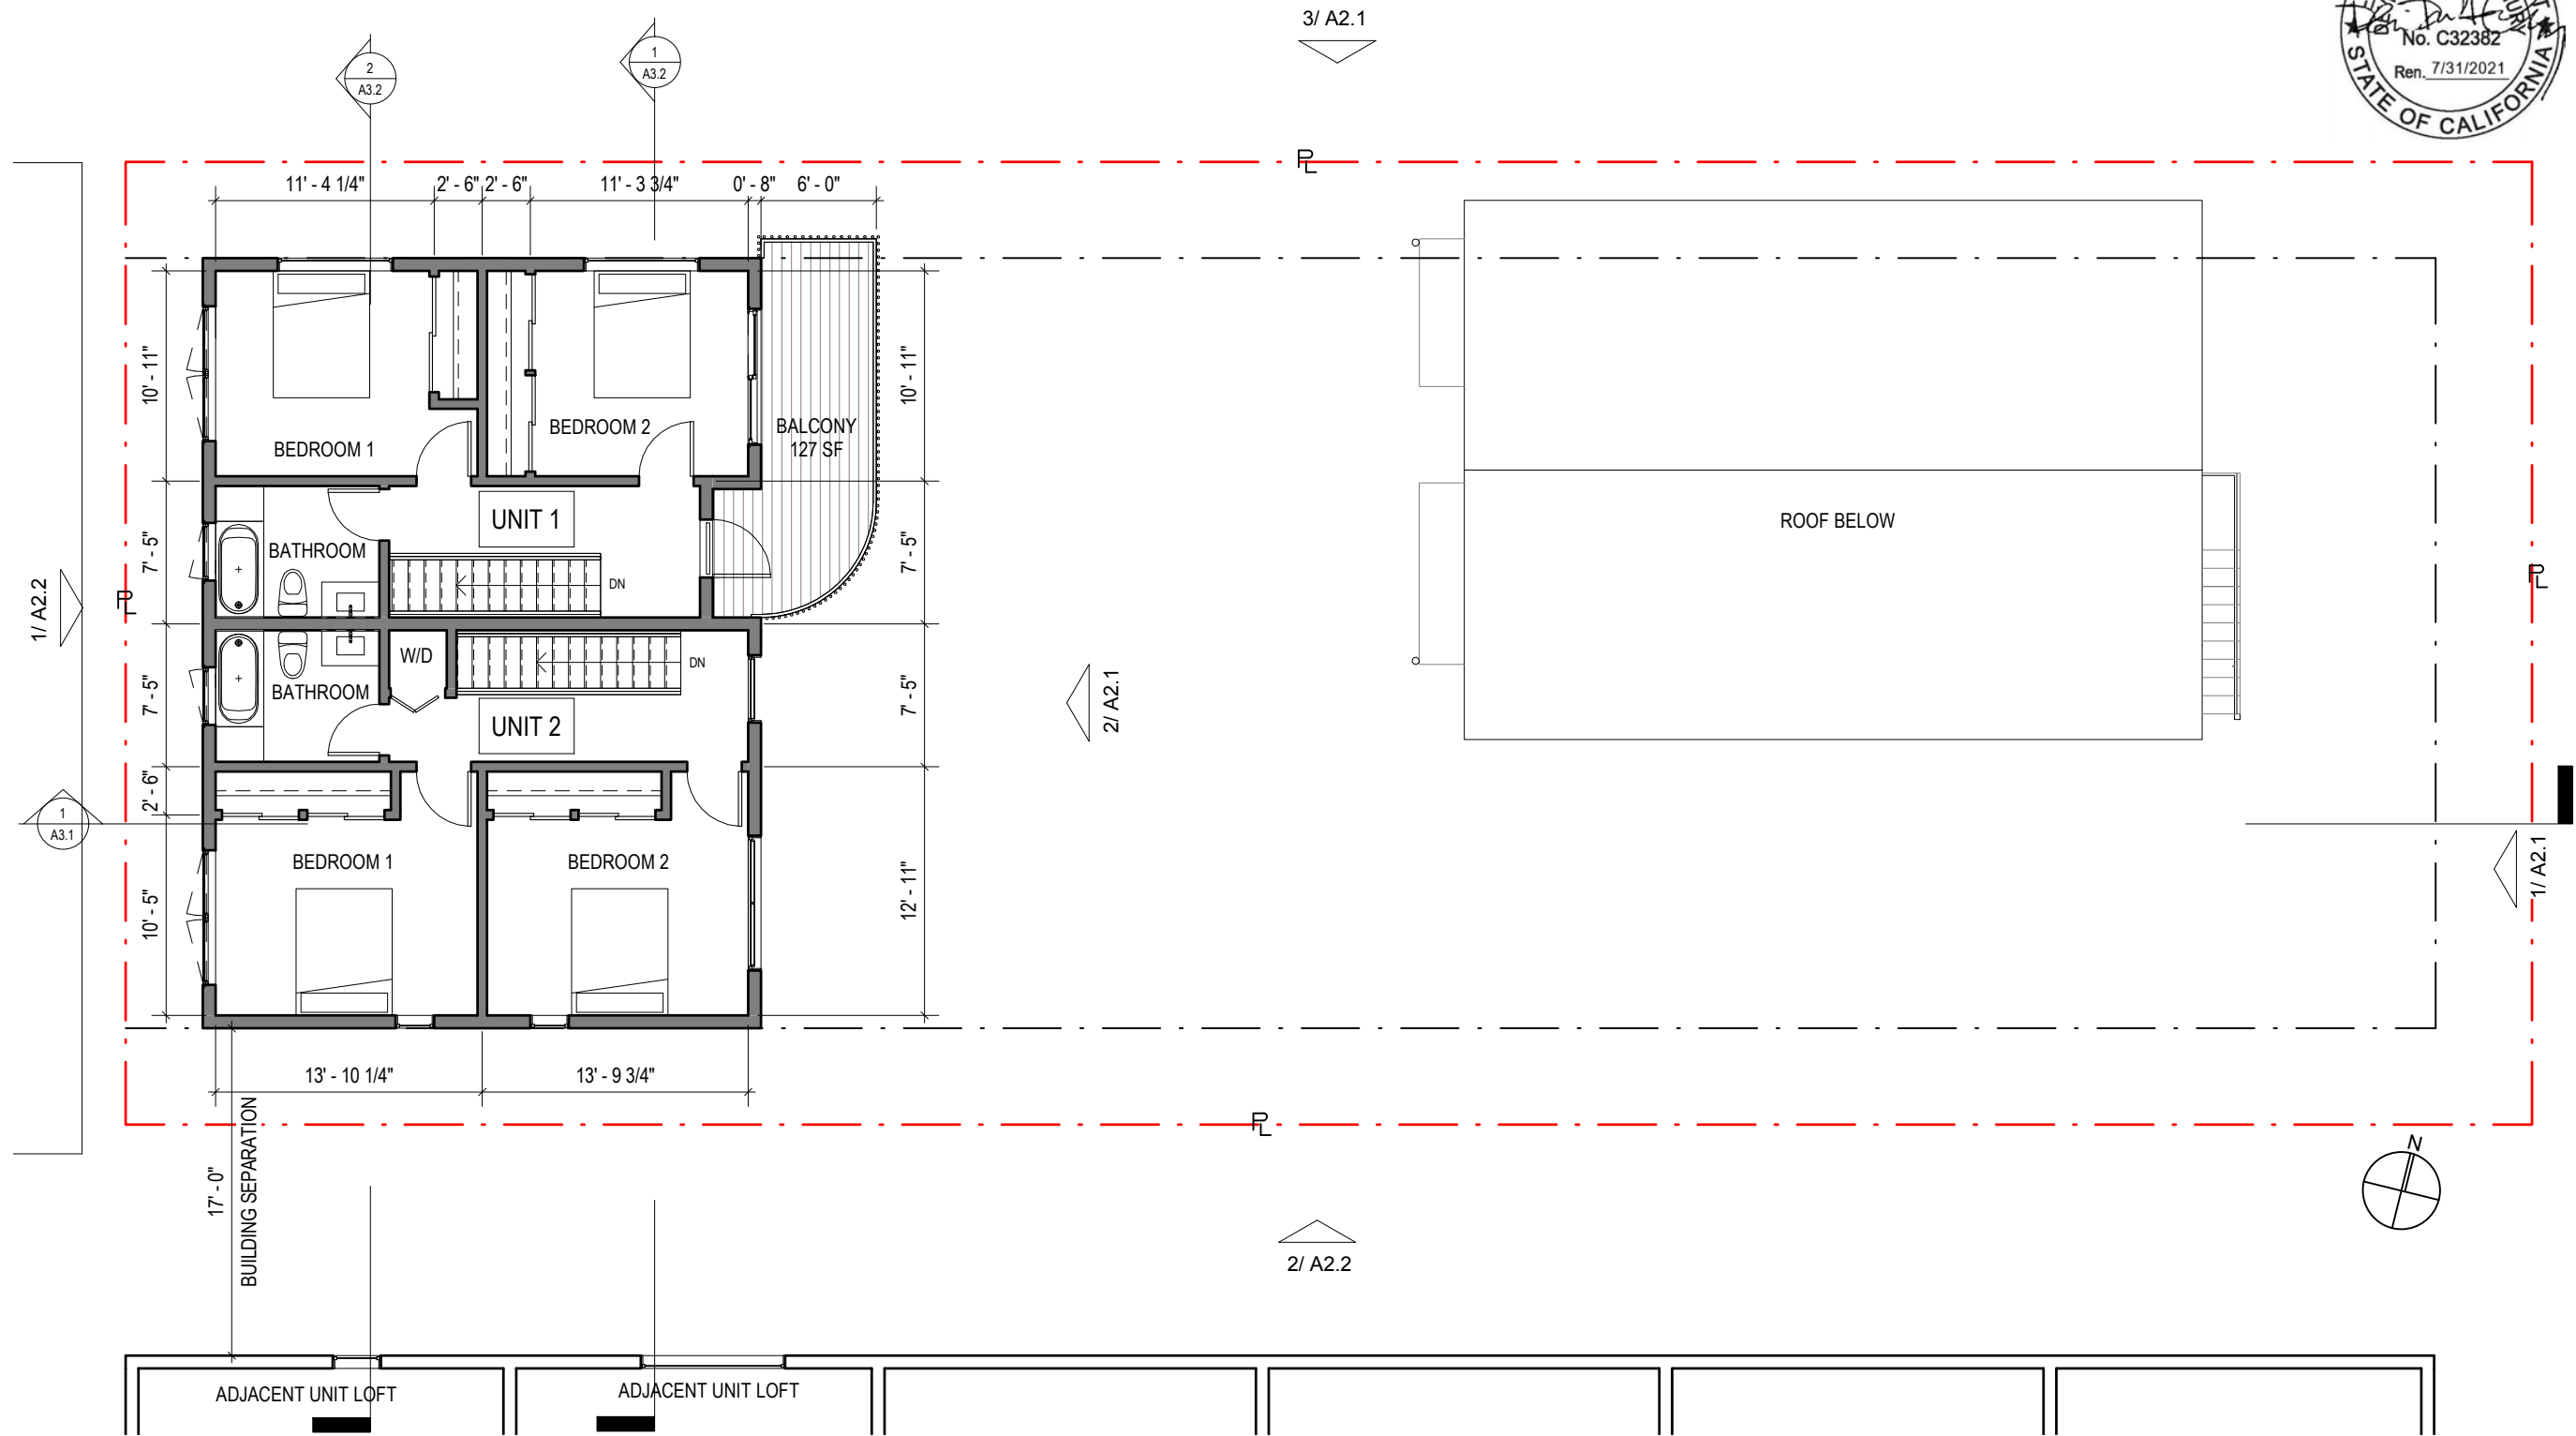 3/ A2.1
No. C32382
Ren. 7/31/2021
STATE OF CALIFORNIA
2
A3.2
1
A3.2
PL
11' - 4 1/4"
2' - 6"
2' - 6"
11' - 3 3/4"
0' - 8"
6' - 0"
10' - 11"
10' - 11"
BEDROOM 1
BEDROOM 2
BALCONY
127 SF
UNIT 1
ROOF BELOW
7' - 5"
BATHROOM
7' - 5"
DN
1/ A2.2
PL
PL
W/D
DN
7' - 5"
BATHROOM
7' - 5"
2/ A2.1
UNIT 2
2' - 6"
1
A3.1
BEDROOM 1
BEDROOM 2
10' - 5"
12' - 11"
1/ A2.1
13' - 10 1/4"
13' - 9 3/4"
PL
17' - 0"
BUILDING SEPARATION
N
2/ A2.2
ADJACENT UNIT LOFT
ADJACENT UNIT LOFT